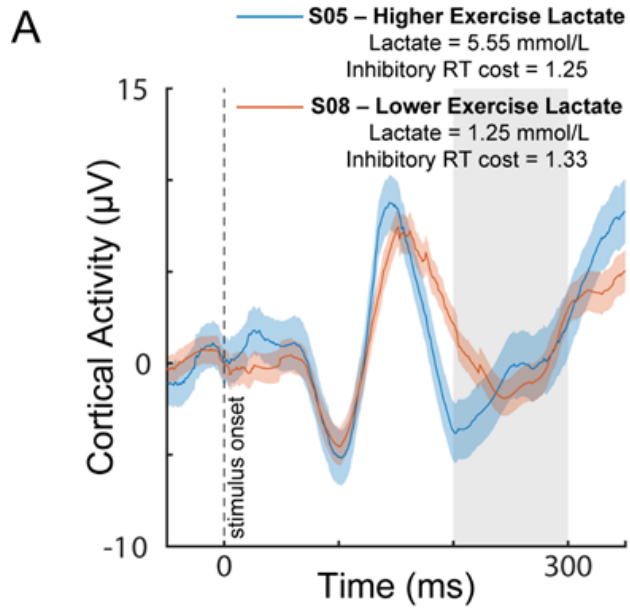 A
S05 – Higher Exercise Lactate
Lactate = 5.55 mmol/L
Inhibitory RT cost = 1.25
S08 – Lower Exercise Lactate
Lactate = 1.25 mmol/L
Inhibitory RT cost = 1.33
15
0
-10
Cortical Activity (µV)
stimulus onset
0
300
Time (ms)